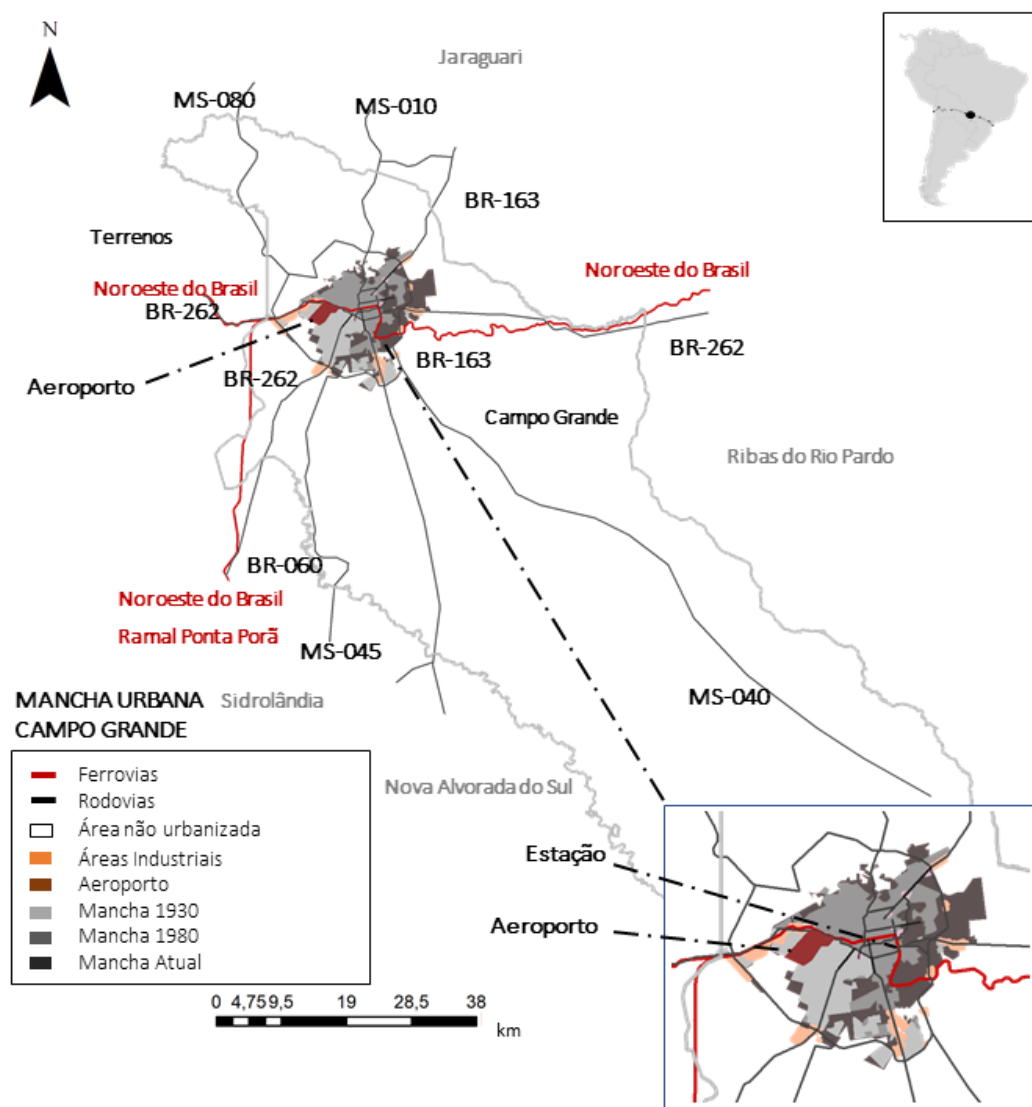 N
Jaraguari
MS-080
MS-010
BR-163
Terrenos
Noroeste do Brasil
Noroeste do Brasil
BR-262
BR-262
BR-163
Aeroporto
BR-262
Campo Grande
Ribas do Rio Pardo
BR-060
Noroeste do Brasil
Ramal Ponta Porã
MS-045
MS-040
MANCHA URBANA
CAMPO GRANDE
Sidrolândia
Nova Alvorada do Sul
Ferrovias
Rodovias
Área não urbanizada
Áreas Industriais
Aeroporto
Mancha 1930
Mancha 1980
Mancha Atual
Estação
Aeroporto
0 4,75 9,5 19 28,5 38
km